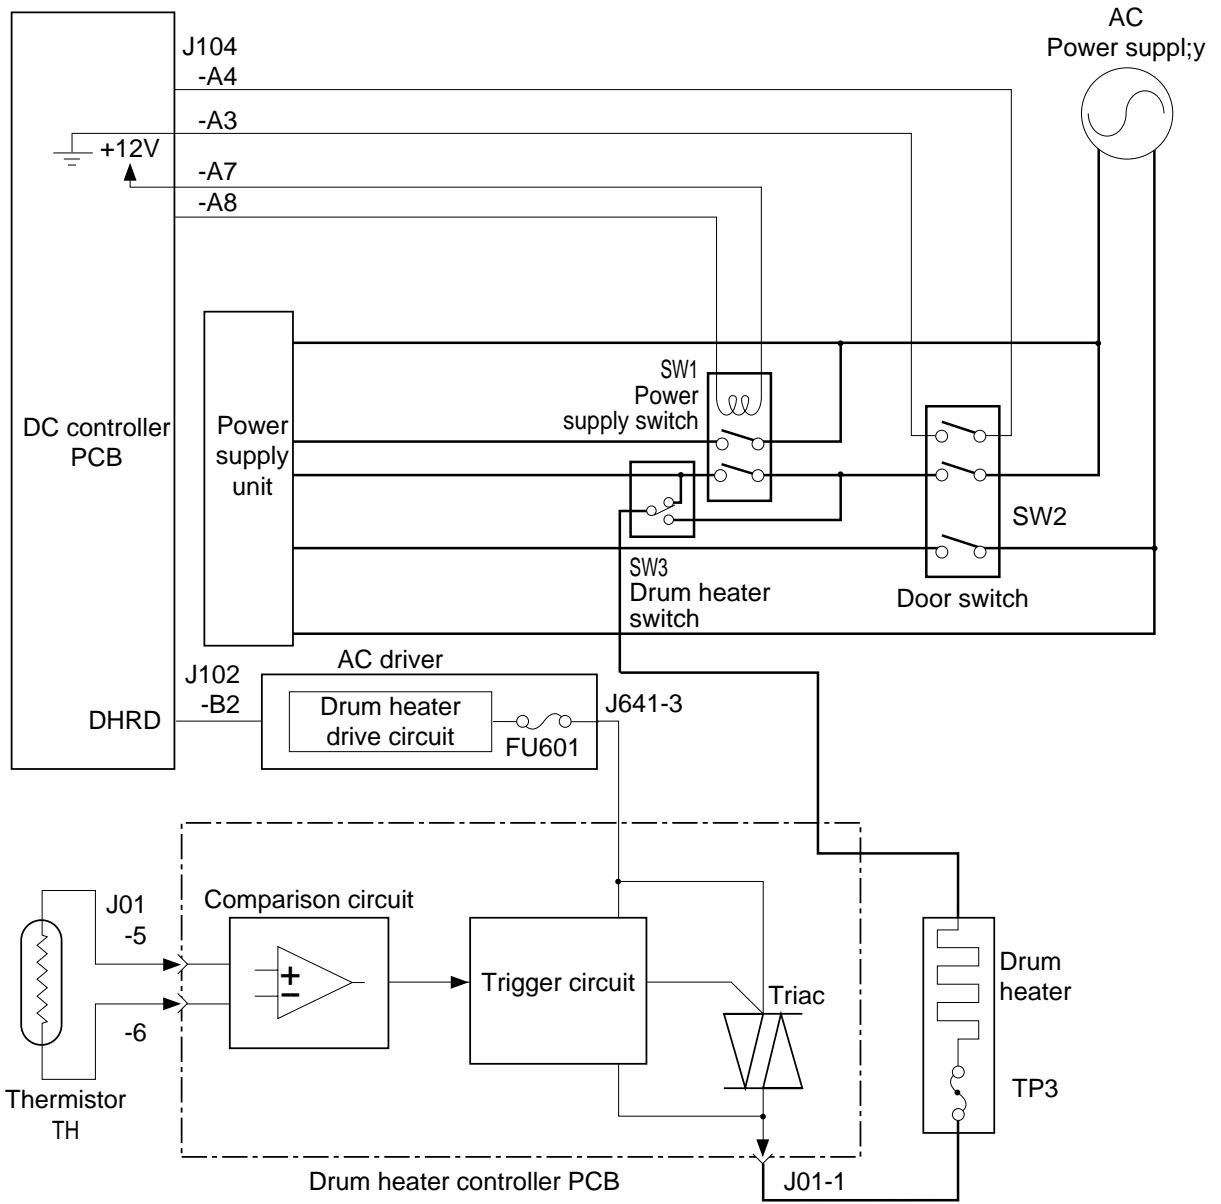 AC
Power suppl;y
J104
-A4
-A3
+12V
-A7
-A8
DC controller
PCB
Power
supply
unit
SW1
Power
supply switch
SW2
Door switch
SW3
Drum heater
switch
J102
-B2
DHRD
AC driver
Drum heater
drive circuit
FU601
J641-3
J01
-5
-6
Thermistor
TH
Comparison circuit
+
−
Trigger circuit
Triac
Drum
heater
TP3
Drum heater controller PCB
J01-1